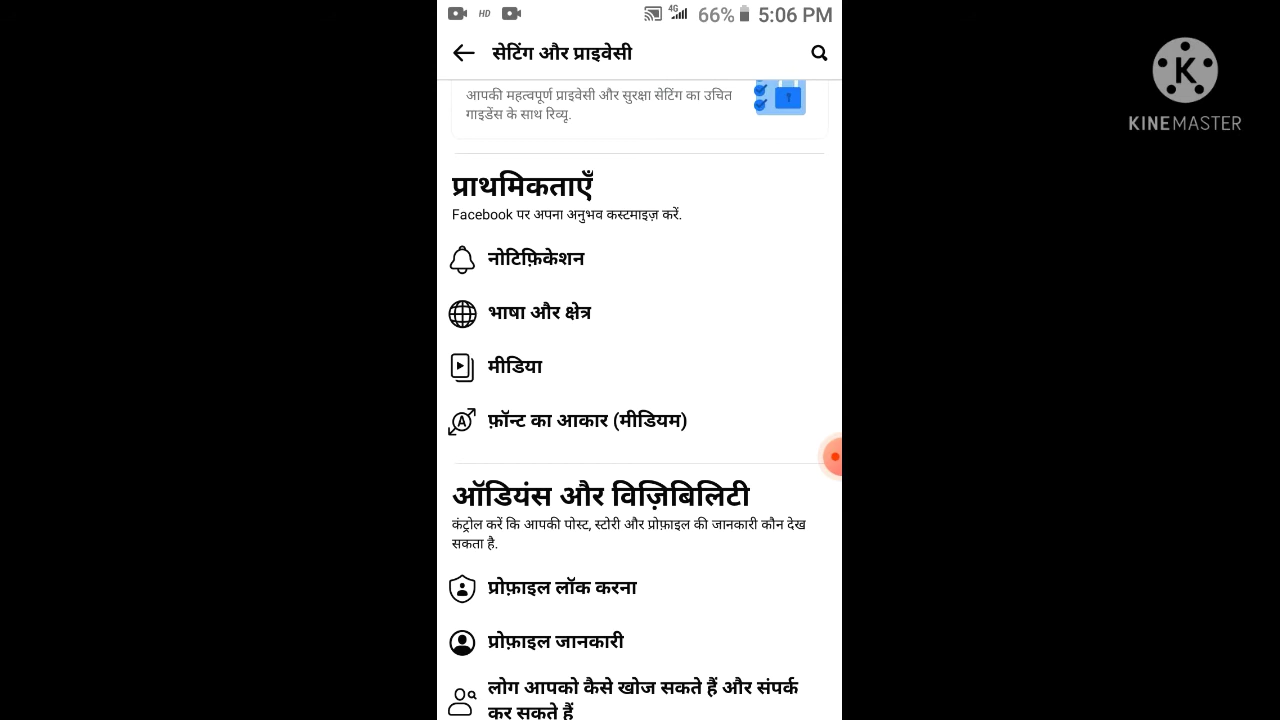 HD 4G 66% 5:06 PM
सेटिंग और प्राइवेसी
आपकी महत्वपूर्ण प्राइवेसी और सुरक्षा सेटिंग का उचित
गाइडेंस के साथ रिव्यू.
प्राथमिकताएँ
Facebook पर अपना अनुभव कस्टमाइज़ करें.
नोटिफ़िकेशन
भाषा और क्षेत्र
मीडिया
फ़ॉन्ट का आकार (मीडियम)
ऑडियंस और विज़िबिलिटी
कंट्रोल करें कि आपकी पोस्ट, स्टोरी और प्रोफ़ाइल की जानकारी कौन देख
सकता है.
प्रोफ़ाइल लॉक करना
प्रोफ़ाइल जानकारी
लोग आपको कैसे खोज सकते हैं और संपर्क
कर सकते हैं
K
KINEMASTER